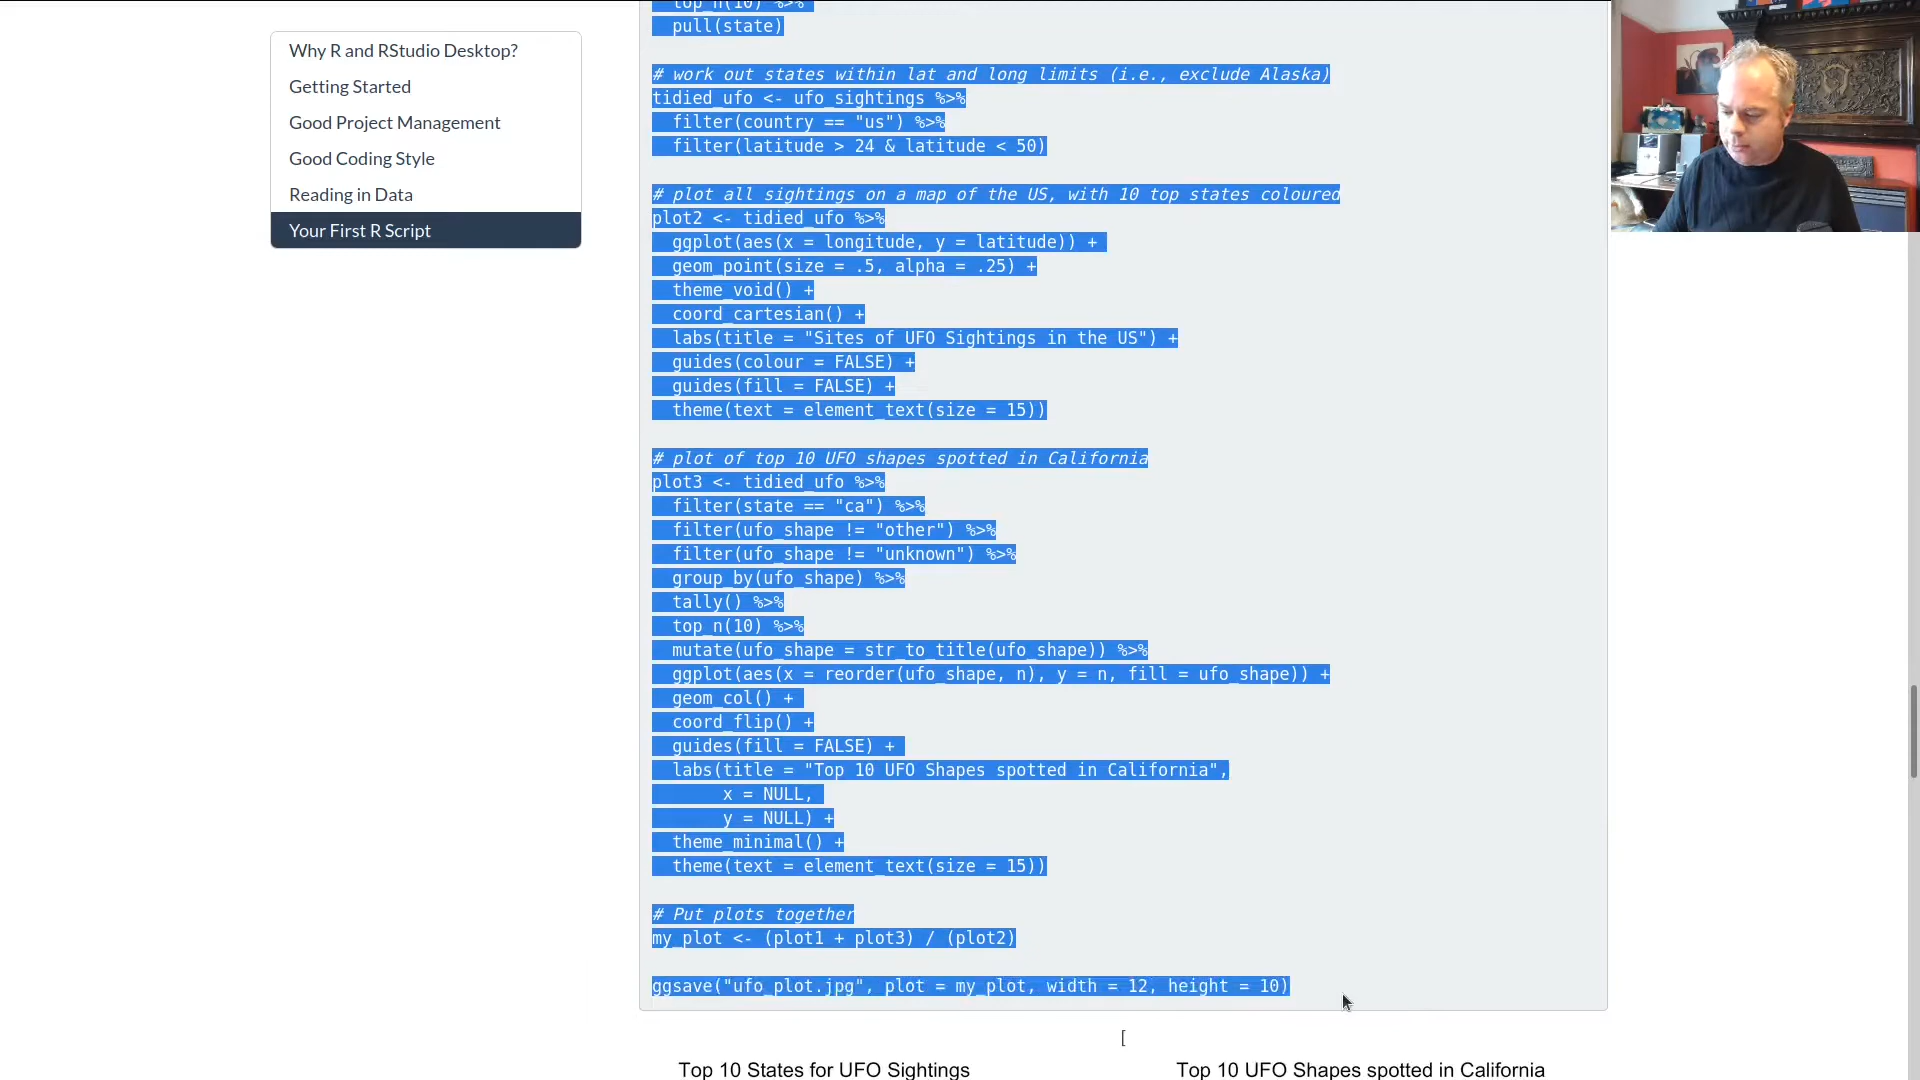 Why R and RStudio Desktop?
Getting Started
Good Project Management
Good Coding Style
Reading in Data
Your First R Script
top_n(10) %>%
pull(state)
# work out states within lat and long limits (i.e., exclude Alaska)
tidied_ufo <- ufo_sightings %>%
filter(country == "us") %>%
filter(latitude > 24 & latitude < 50)
# plot all sightings on a map of the US, with 10 top states coloured
plot2 <- tidied_ufo %>%
ggplot(aes(x = longitude, y = latitude)) +
geom_point(size = .5, alpha = .25) +
theme_void() +
coord_cartesian() +
labs(title = "Sites of UFO Sightings in the US") +
guides(colour = FALSE) +
guides(fill = FALSE) +
theme(text = element_text(size = 15))
# plot of top 10 UFO shapes spotted in California
plot3 <- tidied_ufo %>%
filter(state == "ca") %>%
filter(ufo_shape != "other") %>%
filter(ufo_shape != "unknown") %>%
group_by(ufo_shape) %>%
tally() %>%
top_n(10) %>%
mutate(ufo_shape = str_to_title(ufo_shape)) %>%
ggplot(aes(x = reorder(ufo_shape, n), y = n, fill = ufo_shape)) +
geom_col() +
coord_flip() +
guides(fill = FALSE) +
labs(title = "Top 10 UFO Shapes spotted in California",
x = NULL,
y = NULL) +
theme_minimal() +
theme(text = element_text(size = 15))
# Put plots together
my_plot <- (plot1 + plot3) / (plot2)
ggsave("ufo_plot.jpg", plot = my_plot, width = 12, height = 10)
[
Top 10 States for UFO Sightings
Top 10 UFO Shapes spotted in California